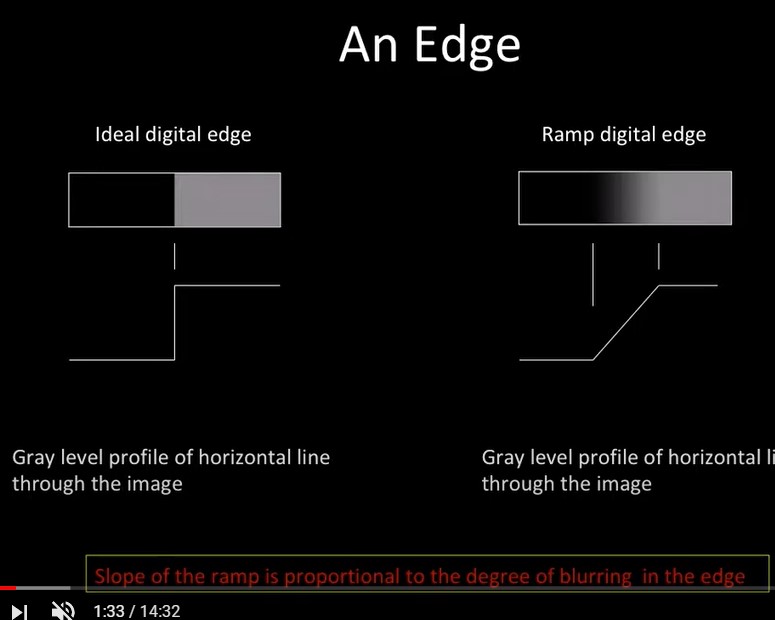 An Edge
Ideal digital edge
Ramp digital edge
Gray level profile of horizontal line
through the image
Gray level profile of horizontal li
through the image
Slope of the ramp is proportional to the degree of blurring in the edge
1:33 / 14:32